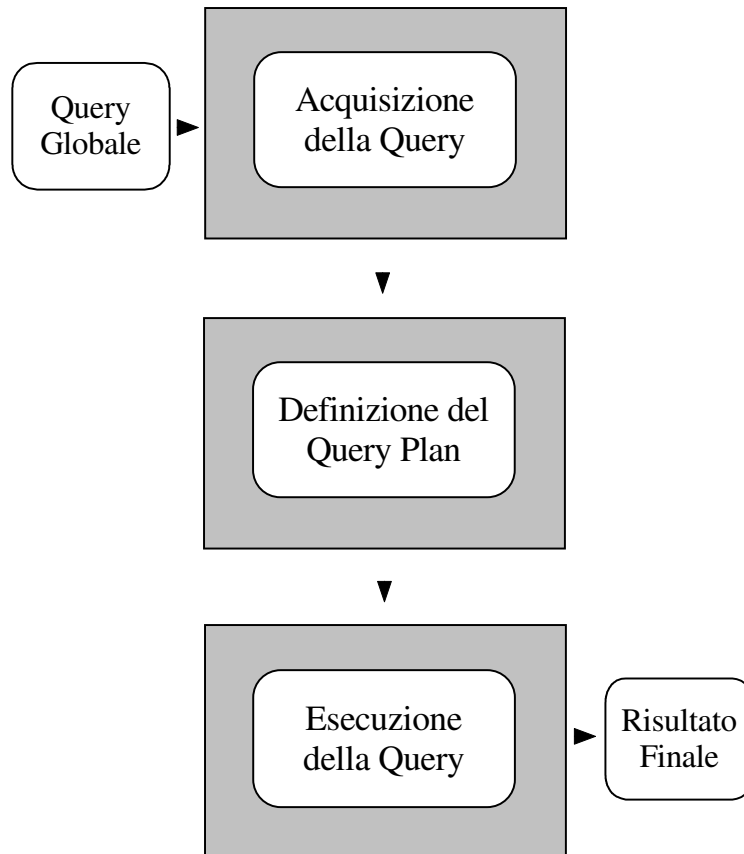 Query
Globale
Acquisizione
della Query
Definizione del
Query Plan
Esecuzione
della Query
Risultato
Finale